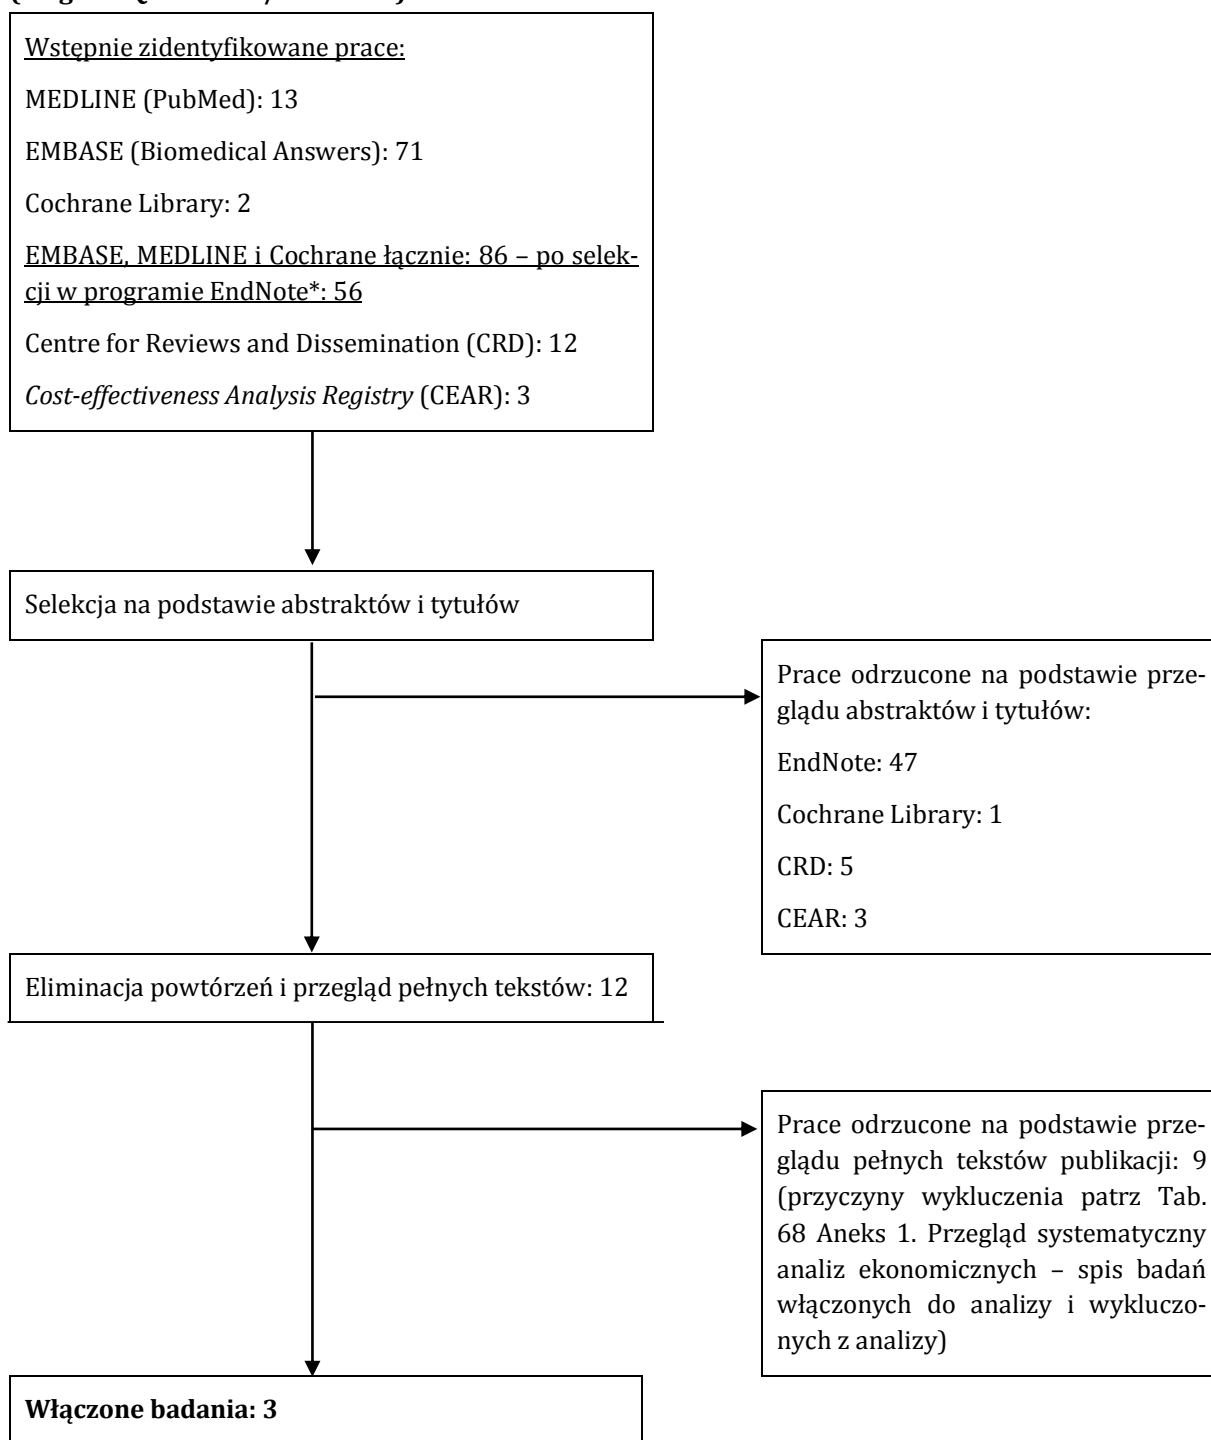 Wstępnie zidentyfikowane prace:
MEDLINE (PubMed): 13
EMBASE (Biomedical Answers): 71
Cochrane Library: 2
EMBASE, MEDLINE i Cochrane łącznie: 86 – po selek-
cji w programie EndNote*: 56
Centre for Reviews and Dissemination (CRD): 12
Cost-effectiveness Analysis Registry (CEAR): 3
Selekcja na podstawie abstraktów i tytułów
Prace odrzucone na podstawie prze-
glądu abstraktów i tytułów:
EndNote: 47
Cochrane Library: 1
CRD: 5
CEAR: 3
Eliminacja powtórzeń i przegląd pełnych tekstów: 12
Prace odrzucone na podstawie prze-
glądu pełnych tekstów publikacji: 9
(przyczyny wykluczenia patrz Tab.
68 Aneks 1. Przegląd systematyczny
analiz ekonomicznych – spis badań
włączonych do analizy i wykluczo-
nych z analizy)
Włączone badania: 3